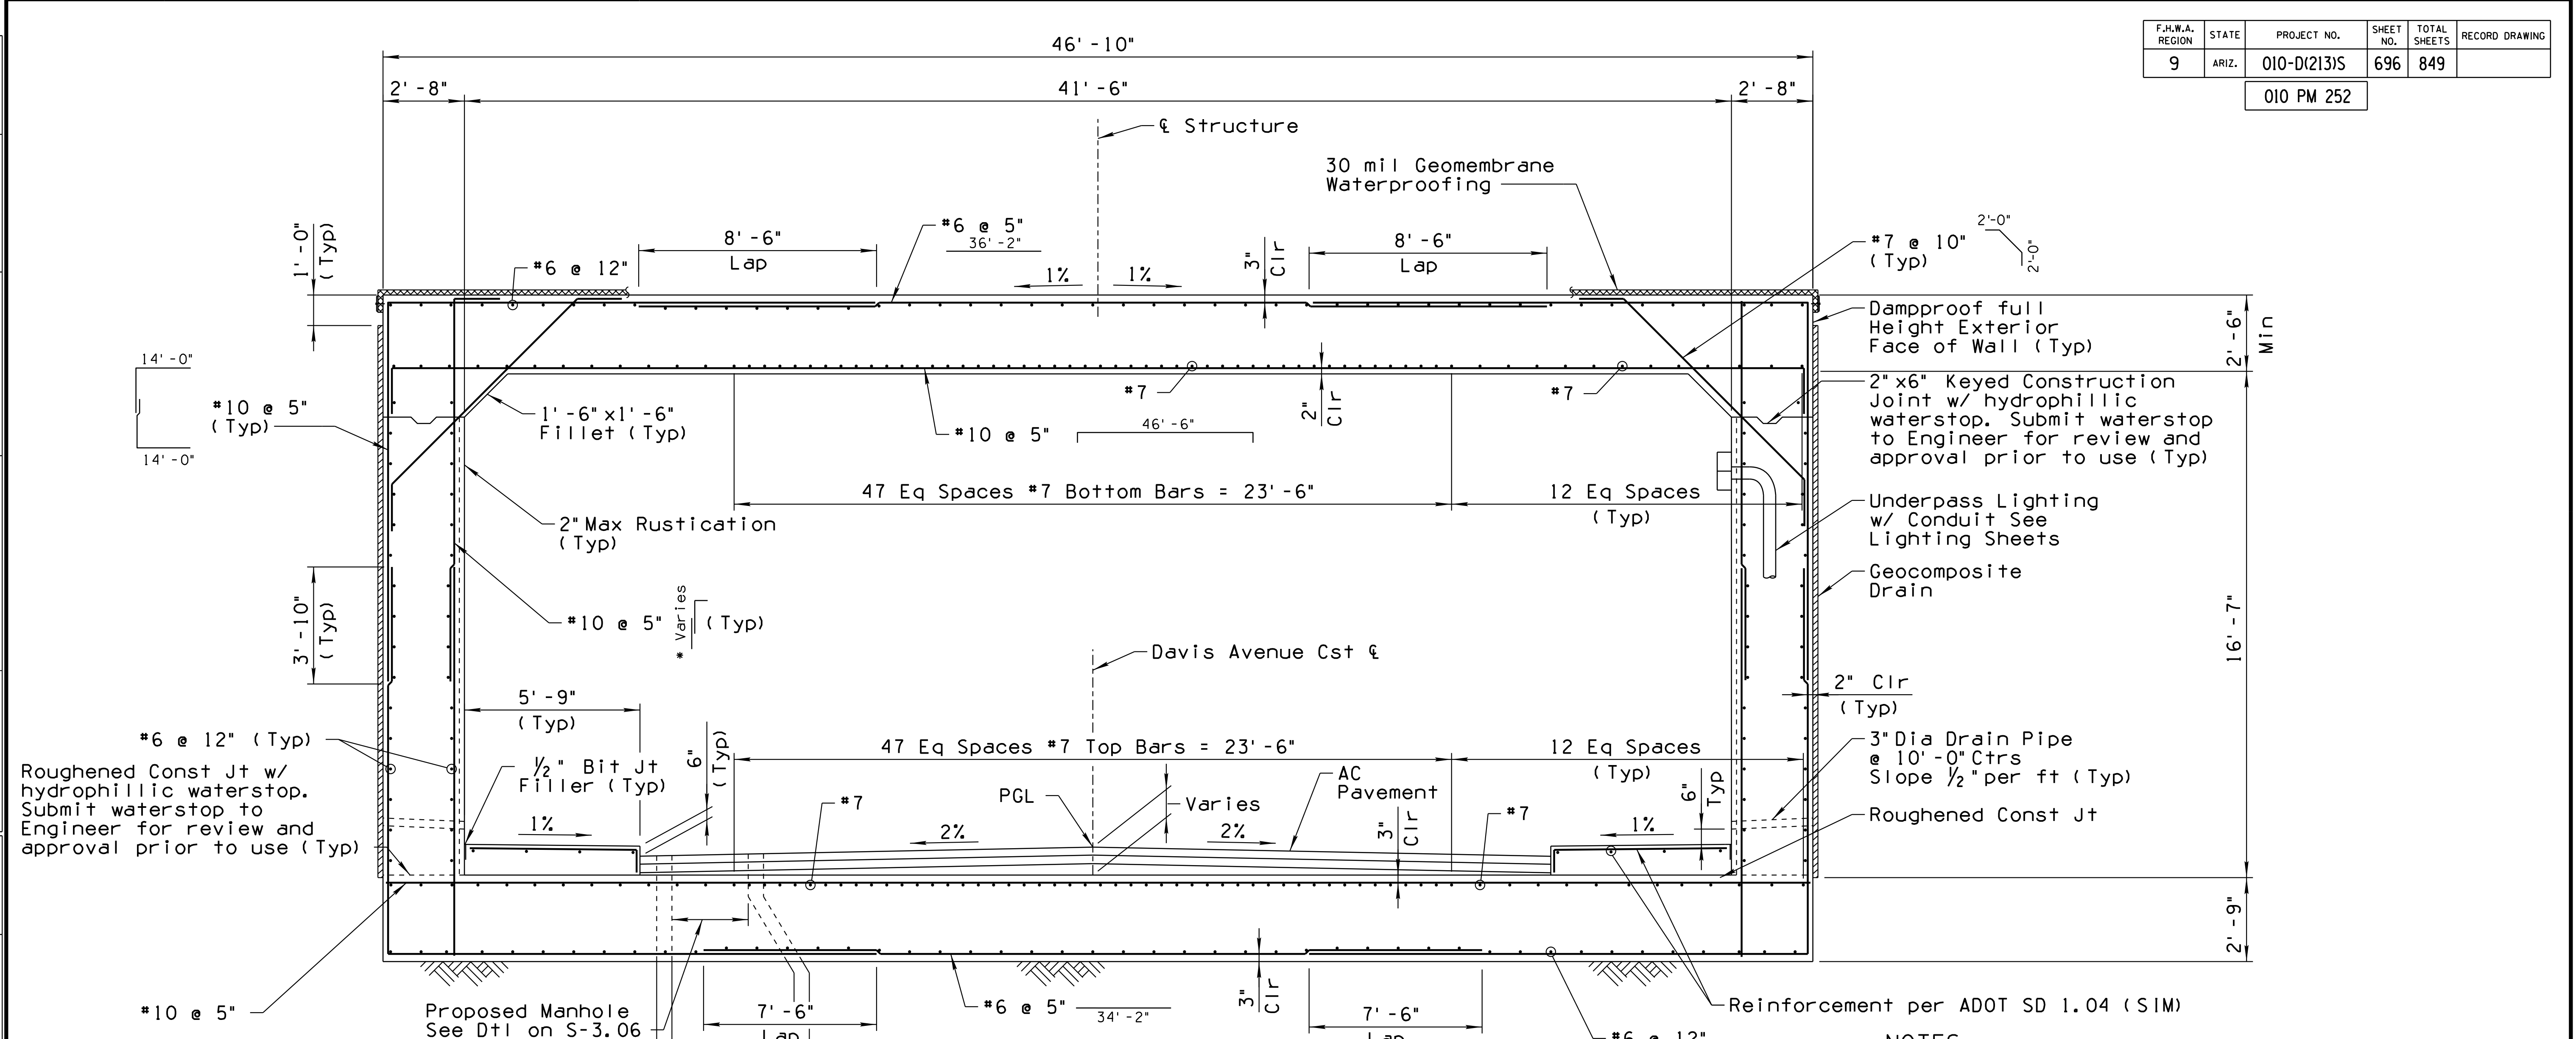 F.H.W.A. REGION STATE PROJECT NO. SHEET NO. TOTAL SHEETS RECORD DRAWING
9 ARIZ. 010-D(213)S 696 849
010 PM 252
46'-10"
2'-8" 41'-6" 2'-8"
℄ Structure
30 mil Geomembrane
Waterproofing
1'-0"
(Typ)
#6 @ 12"
8'-6"
Lap
#6 @ 5"
36'-2"
1% 1%
3"
Clr
8'-6"
Lap
#7 @ 10"
(Typ)
2'-0"
2'-0"
Dampproof full
Height Exterior
Face of Wall (Typ)
2'-6"
Min
14'-0"
#10 @ 5"
(Typ)
14'-0"
1'-6"x1'-6"
Fillet (Typ)
#10 @ 5"
46'-6"
#7
2"
Clr
#7
2"x6" Keyed Construction
Joint w/ hydrophillic
waterstop. Submit waterstop
to Engineer for review and
approval prior to use (Typ)
47 Eq Spaces #7 Bottom Bars = 23'-6"
12 Eq Spaces
(Typ)
2"Max Rustication
(Typ)
Underpass Lighting
w/ Conduit See
Lighting Sheets
Geocomposite
Drain
3'-10"
(Typ)
#10 @ 5"
* Varies
(Typ)
16'-7"
Davis Avenue Cst ℄
5'-9"
(Typ)
2" Clr
(Typ)
#6 @ 12" (Typ)
Roughened Const Jt w/
hydrophillic waterstop.
Submit waterstop to
Engineer for review and
approval prior to use (Typ)
½" Bit Jt
Filler (Typ)
6"
(Typ)
47 Eq Spaces #7 Top Bars = 23'-6"
12 Eq Spaces
(Typ)
3"Dia Drain Pipe
@ 10'-0"Ctrs
Slope ½"per ft (Typ)
Roughened Const Jt
1%
#7
PGL
Varies
AC
Pavement
2% 2%
3"
Clr
#7
6"
Typ
1%
2'-9"
#10 @ 5"
Proposed Manhole
See Dtl on S-3.06
7'-6"
Lap
#6 @ 5"
34'-2"
3"
Clr
7'-6"
Lap
Reinforcement per ADOT SD 1.04 (SIM)
#6 @ 12"
NOTES